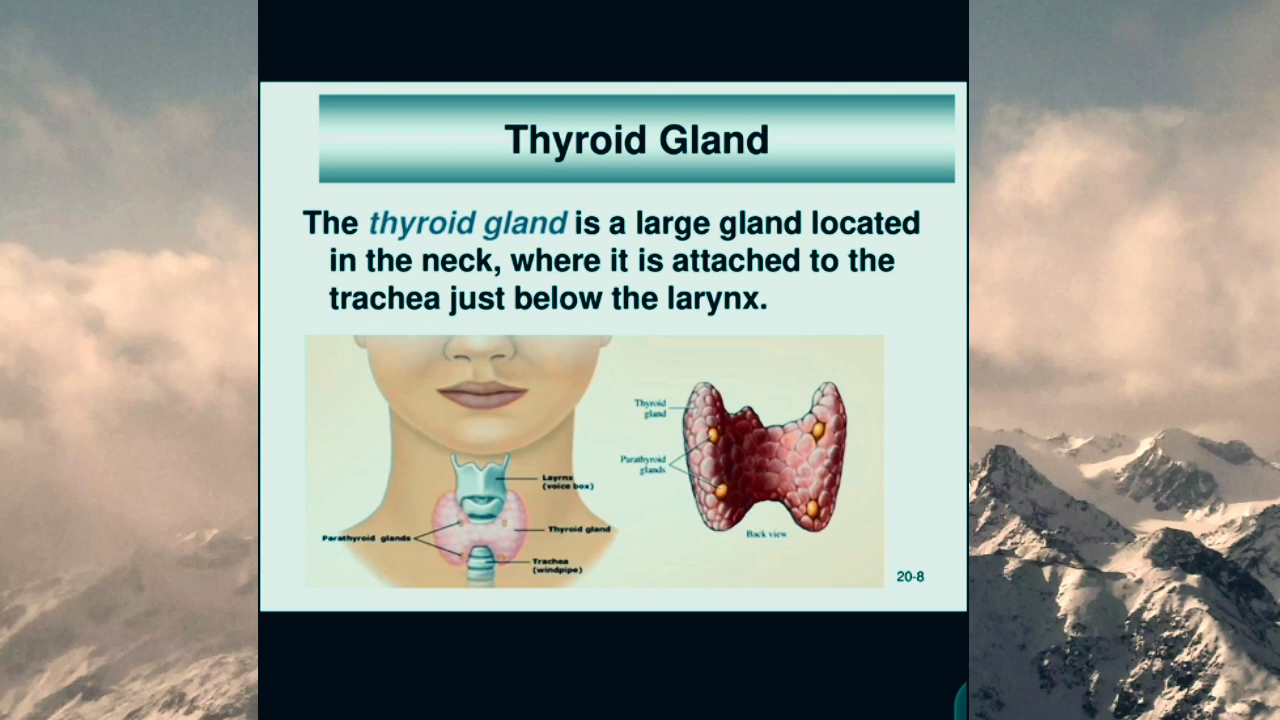 Thyroid Gland
The thyroid gland is a large gland located
in the neck, where it is attached to the
trachea just below the larynx.
Layrnx
(voice box)
Thyroid gland
Parathyroid glands
Trachea
(windpipe)
Thyroid
gland
Parathyroid
glands
Back view
20-8